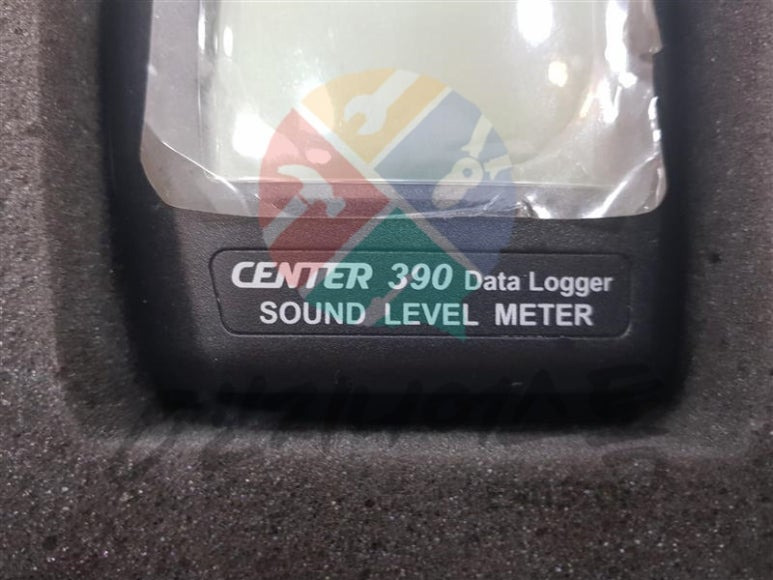 CENTER 390 Data Logger
SOUND LEVEL METER